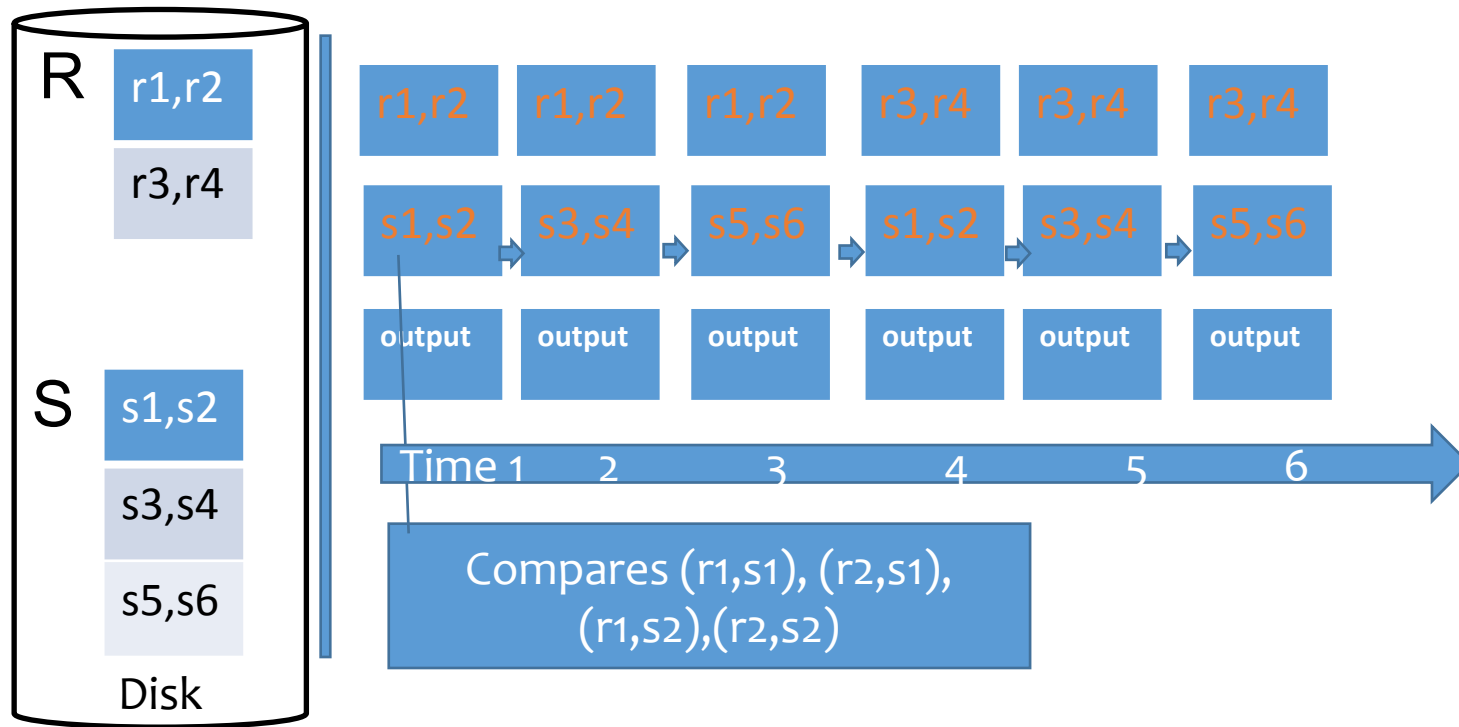 R
r1,r2
r3,r4
S
s1,s2
s3,s4
s5,s6
Disk
r1,r2 r1,r2 r1,r2 r3,r4 r3,r4 r3,r4
s1,s2 s3,s4 s5,s6 s1,s2 s3,s4 s5,s6
output output output output output output
Time 1 2 3 4 5 6
Compares (r1,s1), (r2,s1),
(r1,s2),(r2,s2)